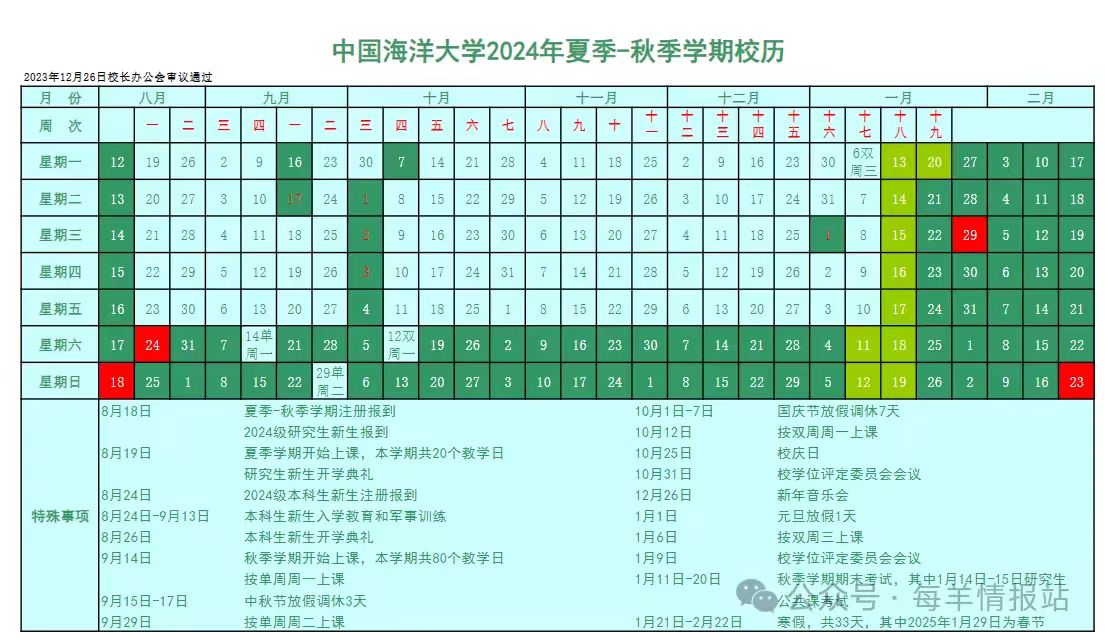 中国海洋大学2024年夏季-秋季学期校历
2023年12月26日校长办公会审议通过
月 份 八月 九月 十月 十一月 十二月 一月 二月
周 次 一 二 三 四 一 二 三 四 五 六 七 八 九 十 十一 十二 十三 十四 十五 十六 十七 十八 十九
星期一 12 19 26 2 9 16 23 30 7 14 21 28 4 11 18 25 2 9 16 23 30 6双周三 13 20 27 3 10 17
星期二 13 20 27 3 10 17 24 1 8 15 22 29 5 12 19 26 3 10 17 24 31 7 14 21 28 4 11 18
星期三 14 21 28 4 11 18 25 2 9 16 23 30 6 13 20 27 4 11 18 25 1 8 15 22 29 5 12 19
星期四 15 22 29 5 12 19 26 3 10 17 24 31 7 14 21 28 5 12 19 26 2 9 16 23 30 6 13 20
星期五 16 23 30 6 13 20 27 4 11 18 25 1 8 15 22 29 6 13 20 27 3 10 17 24 31 7 14 21
星期六 17 24 31 7 14单周一 21 28 5 12双周一 19 26 2 9 16 23 30 7 14 21 28 4 11 18 25 1 8 15 22
星期日 18 25 1 8 15 22 29单周二 6 13 20 27 3 10 17 24 1 8 15 22 29 5 12 19 26 2 9 16 23
特殊事项
8月18日 夏季-秋季学期注册报到
2024级研究生新生报到
8月19日 夏季学期开始上课，本学期共20个教学日
研究生新生开学典礼
8月24日 2024级本科生新生注册报到
8月24日-9月13日 本科生新生入学教育和军事训练
8月26日 本科生新生开学典礼
9月14日 秋季学期开始上课，本学期共80个教学日
按单周周一上课
9月15日-17日 中秋节放假调休3天
9月29日 按单周周二上课
10月1日-7日 国庆节放假调休7天
10月12日 按双周周一上课
10月25日 校庆日
10月31日 校学位评定委员会会议
12月26日 新年音乐会
1月1日 元旦放假1天
1月6日 按双周三上课
1月9日 校学位评定委员会会议
1月11日-20日 秋季学期期末考试，其中1月14日-15日研究生
公共课考试
1月21日-2月22日 寒假，共33天，其中2025年1月29日为春节
公众号 · 每羊情报站